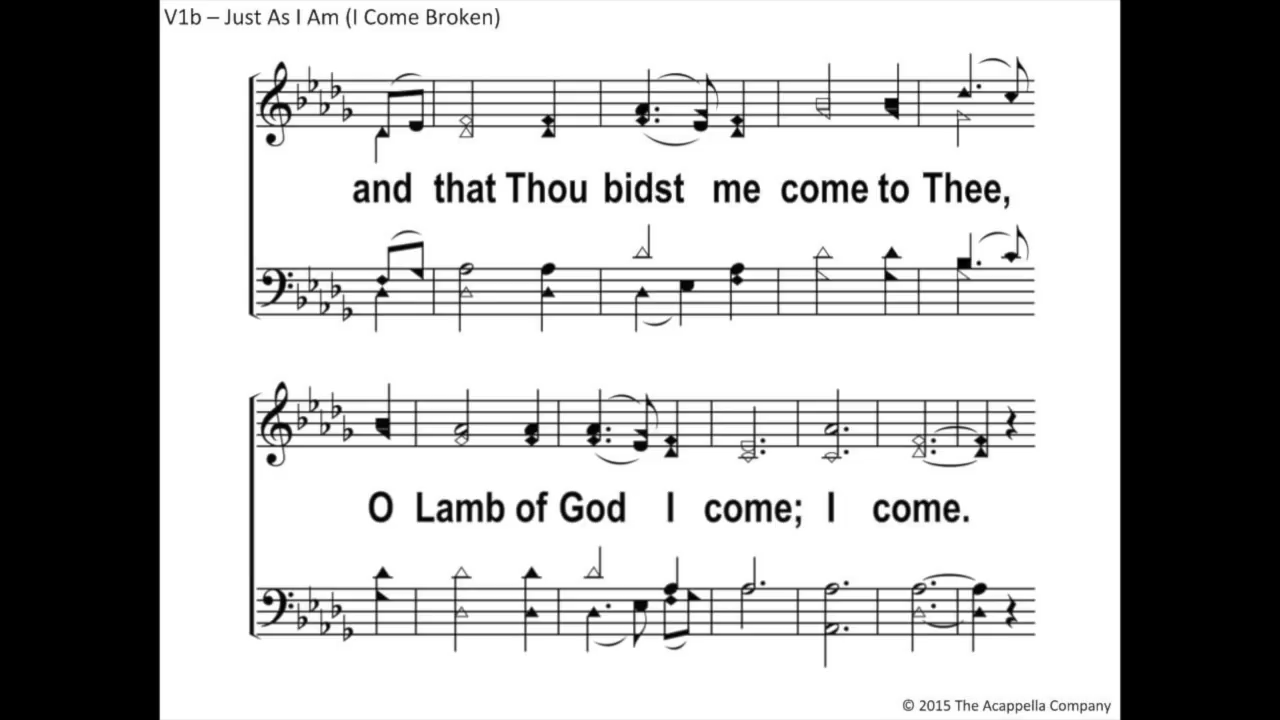 V1b – Just As I Am (I Come Broken)
and that Thou bidst me come to Thee,
O Lamb of God I come; I come.
© 2015 The Acappella Company